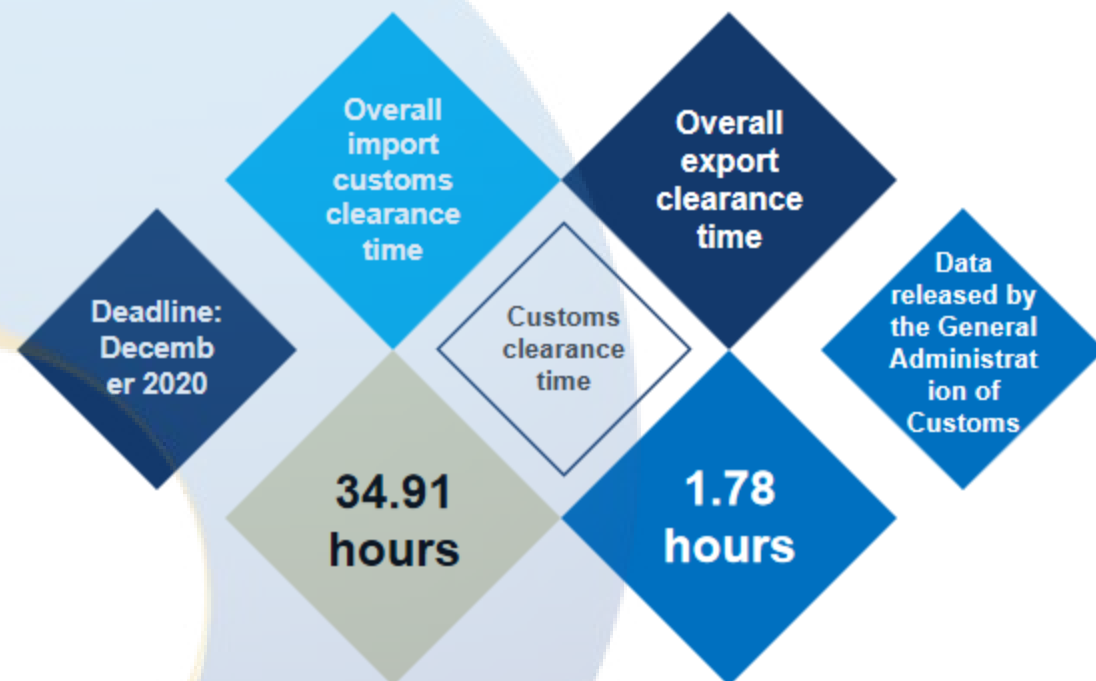 Overall
import
customs
clearance
time
Overall
export
clearance
time
Deadline:
Decemb
er 2020
Customs
clearance
time
Data
released by
the General
Administrat
ion of
Customs
34.91
hours
1.78
hours